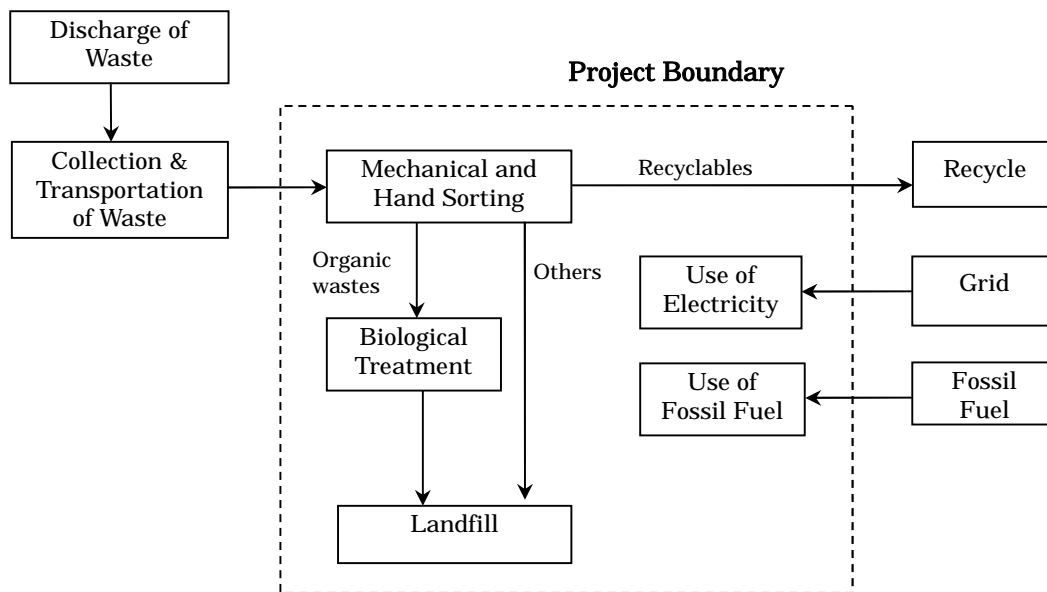 Discharge of
Waste
Project Boundary
Collection &
Transportation
of Waste
Mechanical and
Hand Sorting
Recyclables
Recycle
Organic
wastes
Others
Use of
Electricity
Grid
Biological
Treatment
Use of
Fossil Fuel
Fossil
Fuel
Landfill